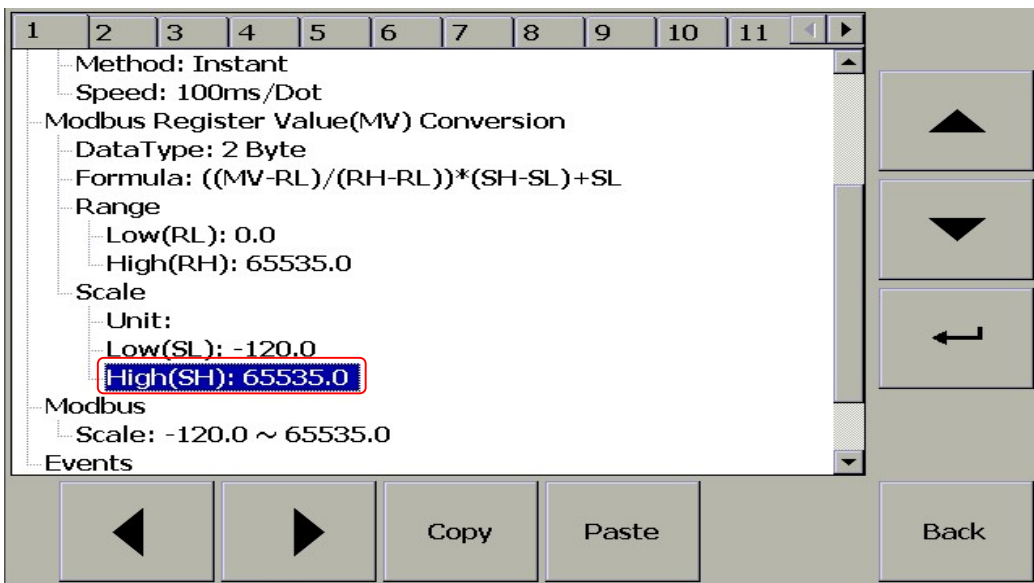 1 2 3 4 5 6 7 8 9 10 11
Method: Instant
Speed: 100ms/Dot
Modbus Register Value(MV) Conversion
DataType: 2 Byte
Formula: ((MV-RL)/(RH-RL))*(SH-SL)+SL
Range
Low(RL): 0.0
High(RH): 65535.0
Scale
Unit:
Low(SL): -120.0
High(SH): 65535.0
Modbus
Scale: -120.0 ~ 65535.0
Events
Copy Paste Back